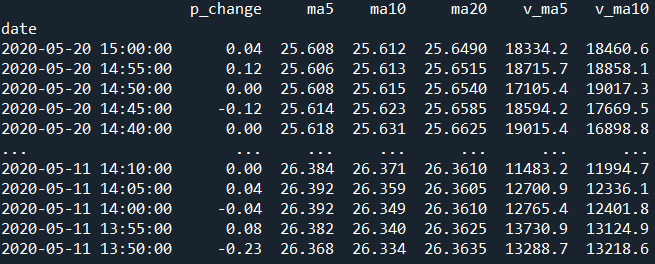 p_change ma5 ma10 ma20 v_ma5 v_ma10
date
2020-05-20 15:00:00 0.04 25.608 25.612 25.6490 18334.2 18460.6
2020-05-20 14:55:00 0.12 25.606 25.613 25.6515 18715.7 18858.1
2020-05-20 14:50:00 0.00 25.608 25.615 25.6540 17105.4 19017.3
2020-05-20 14:45:00 -0.12 25.614 25.623 25.6585 18594.2 17669.5
2020-05-20 14:40:00 0.00 25.618 25.631 25.6625 19015.4 16898.8
... ... ... ... ... ... ...
2020-05-11 14:10:00 0.00 26.384 26.371 26.3610 11483.2 11994.7
2020-05-11 14:05:00 0.04 26.392 26.359 26.3605 12700.9 12336.1
2020-05-11 14:00:00 -0.04 26.392 26.349 26.3610 12765.4 12401.8
2020-05-11 13:55:00 0.08 26.382 26.340 26.3625 13730.9 13124.9
2020-05-11 13:50:00 -0.23 26.368 26.334 26.3635 13288.7 13218.6